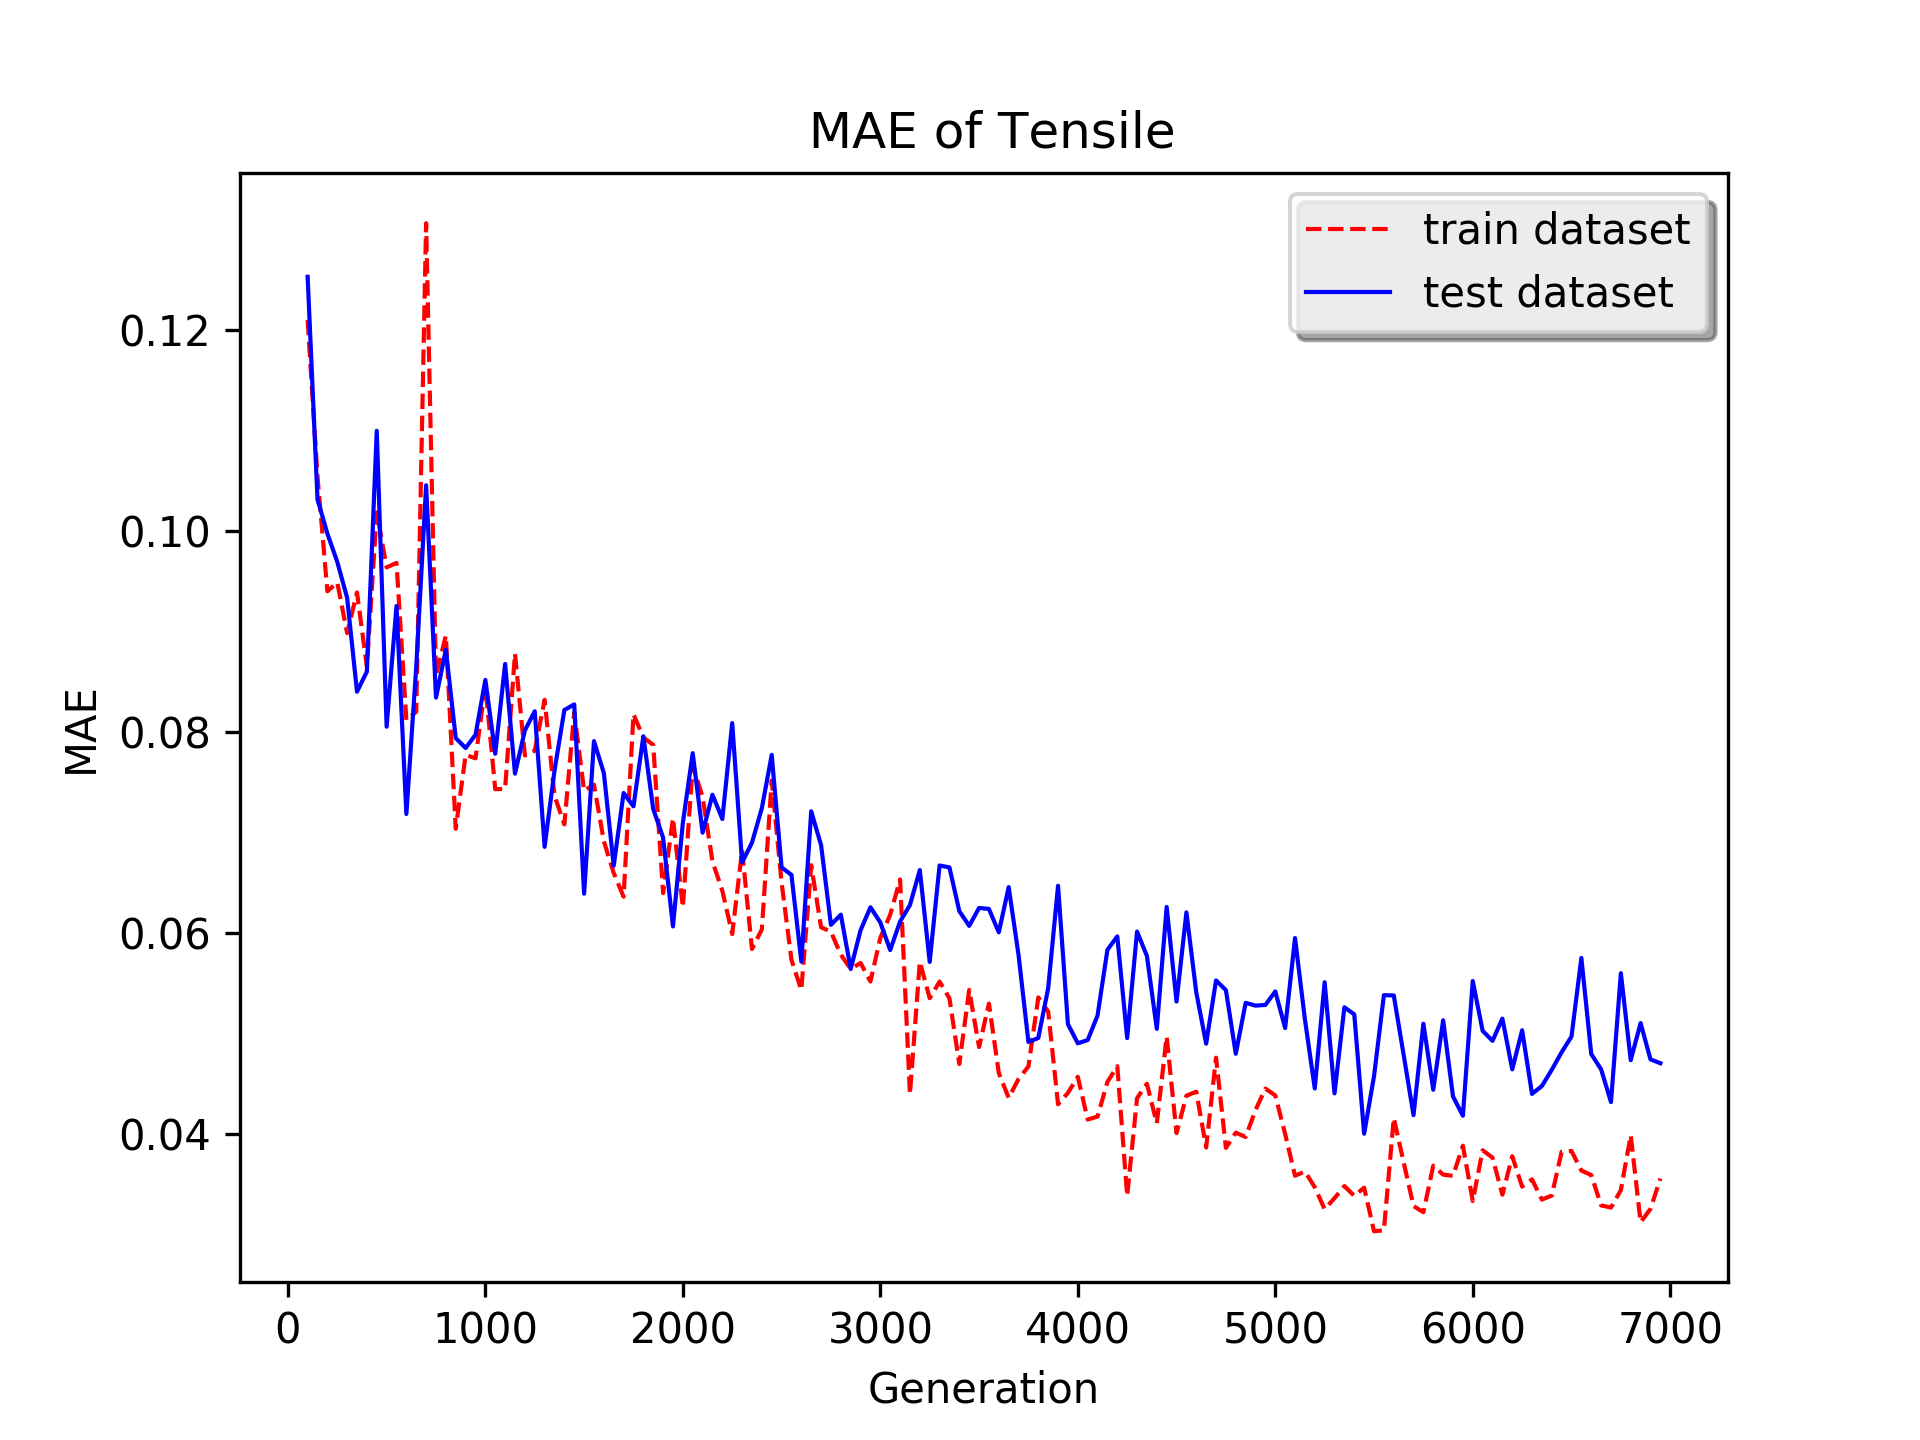 MAE of Tensile
train dataset
test dataset
MAE
0.12
0.10
0.08
0.06
0.04
0 1000 2000 3000 4000 5000 6000 7000
Generation